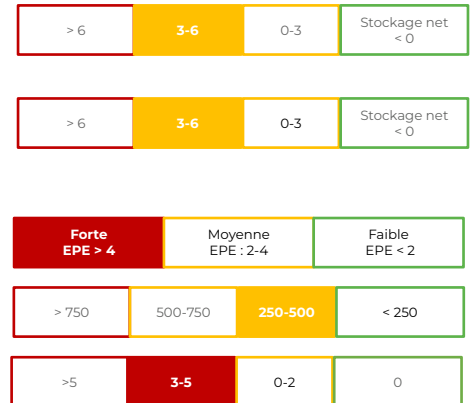 > 6 3-6 0-3 Stockage net
< 0
> 6 3-6 0-3 Stockage net
< 0
Forte Moyenne Faible
EPE > 4 EPE : 2-4 EPE < 2
> 750 500-750 250-500 < 250
>5 3-5 0-2 0